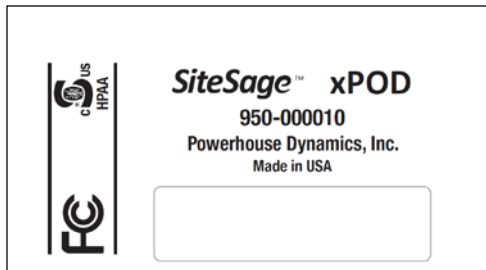 SiteSage™ xPOD
950-000010
Powerhouse Dynamics, Inc.
Made in USA
c US
HPAA
FC